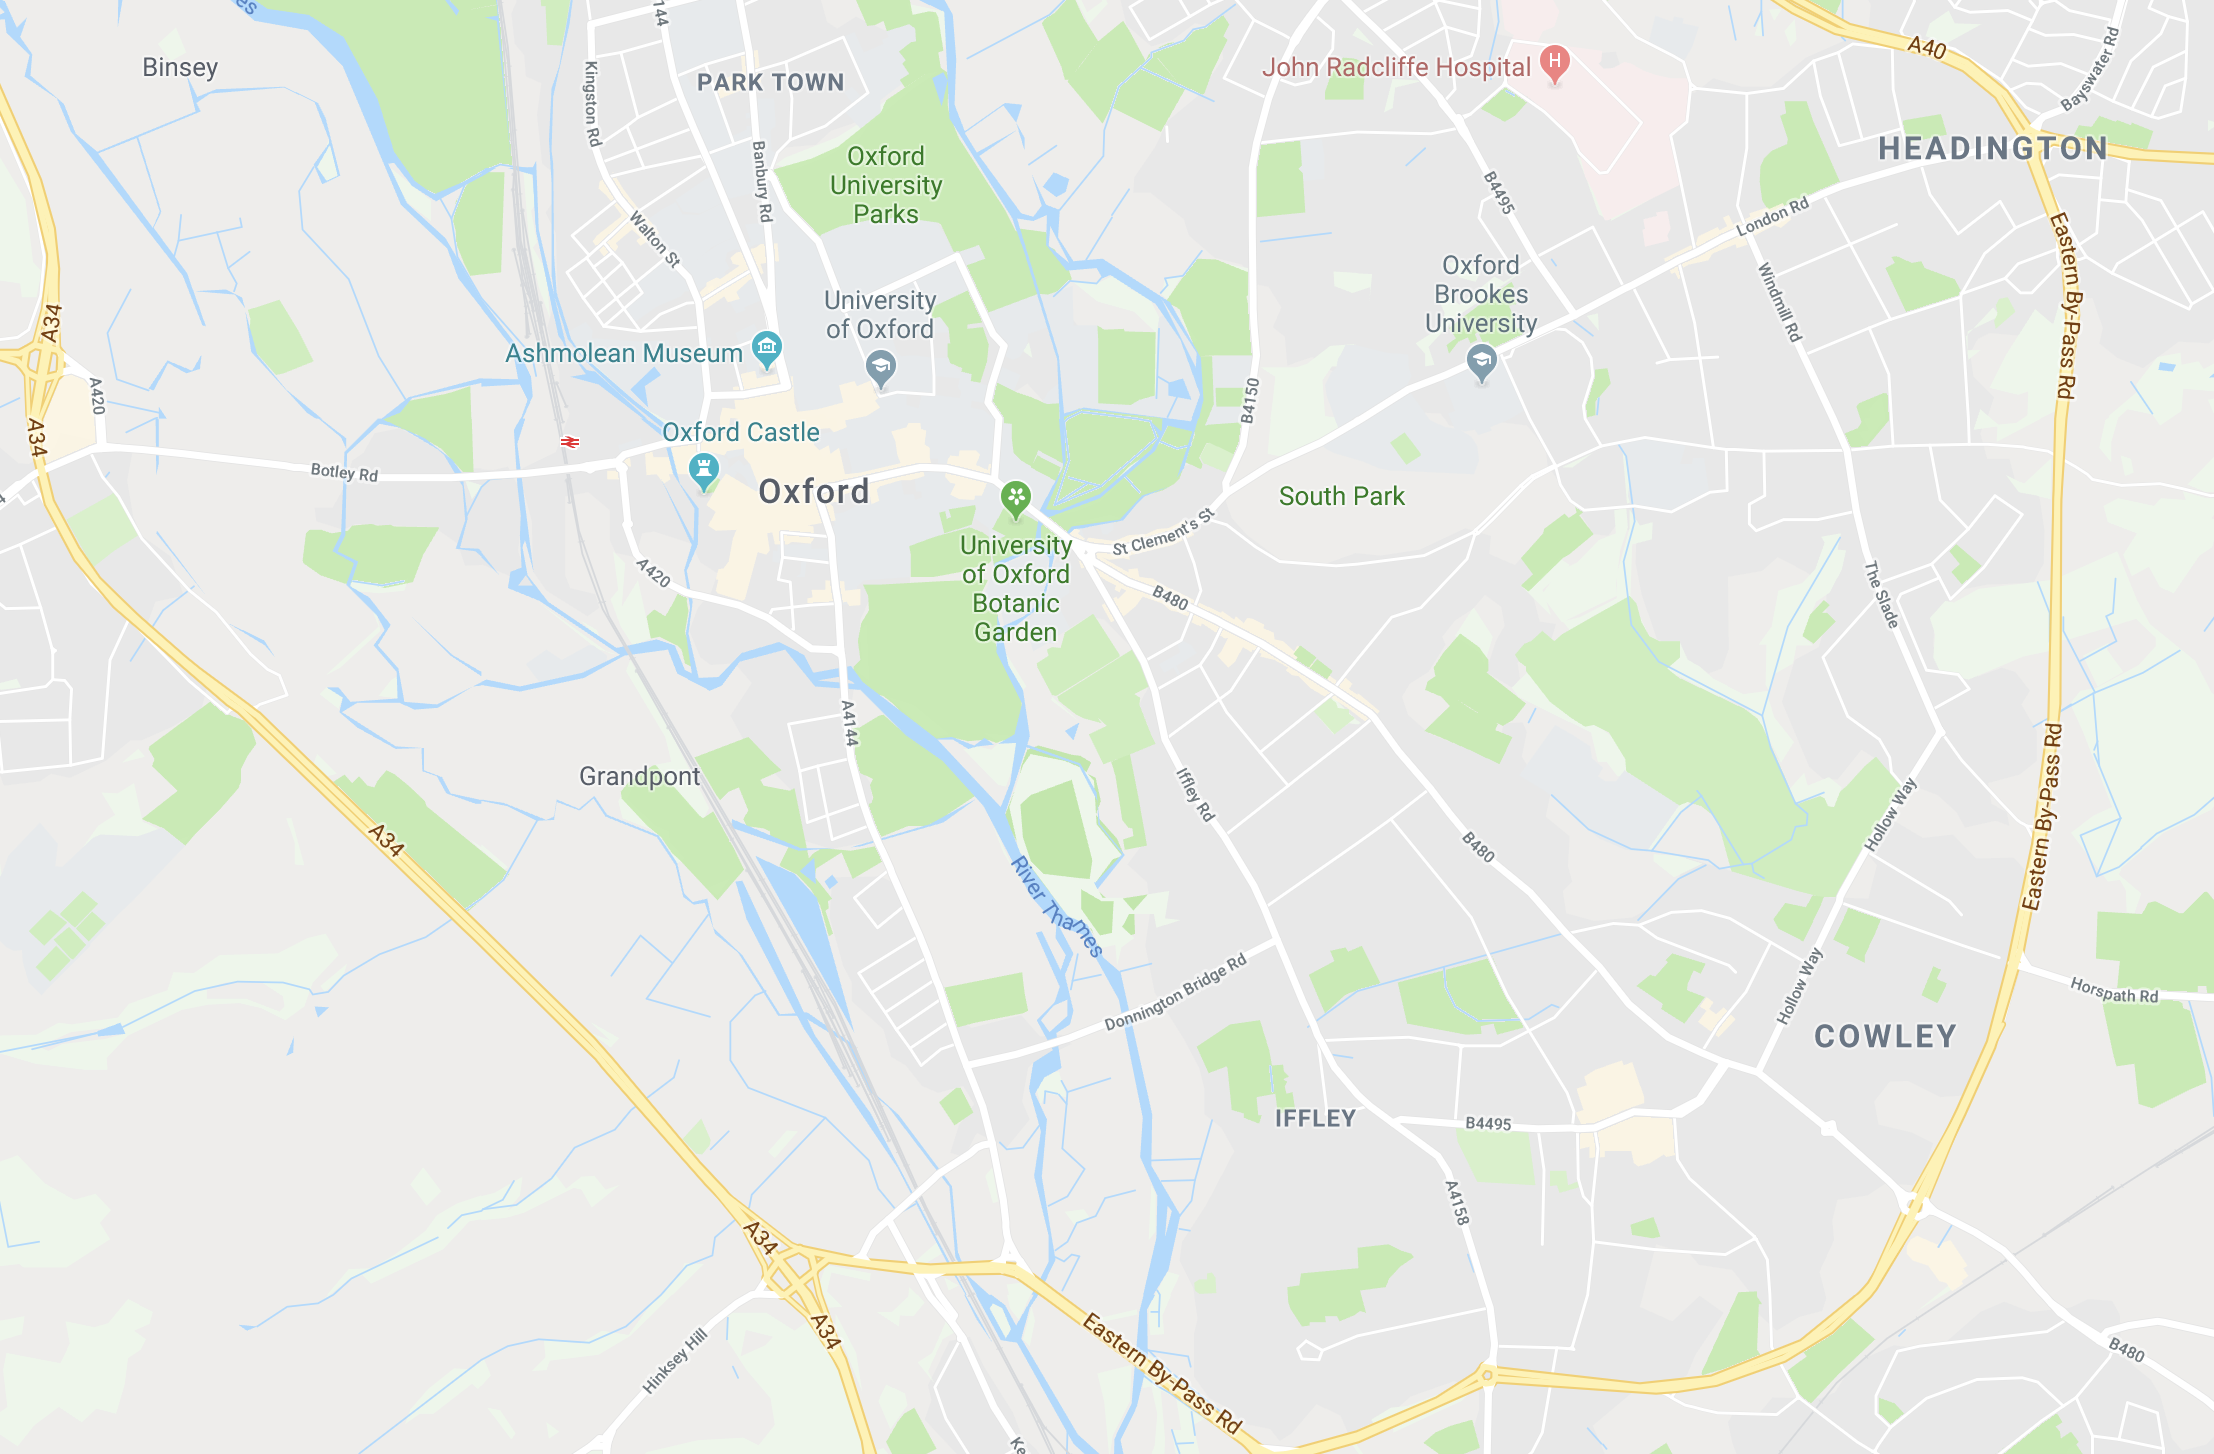 es
144
A40
Bayswater Rd
Binsey
John Radcliffe Hospital
H
PARK TOWN
Kingston Rd
HEADINGTON
Banbury Rd
Oxford
University
Parks
B4495
London Rd
Walton St
Eastern By-Pass Rd
Oxford
Brookes
University
Windmill Rd
University
of Oxford
A34
Ashmolean Museum
A420
B4150
A34
Oxford Castle
Botley Rd
Oxford
South Park
St Clement's St
University
of Oxford
Botanic
Garden
A420
B480
The Slade
A4144
Eastern By-Pass Rd
Grandpont
Iffley Rd
Hollow Way
A34
B480
River Thames
Donnington Bridge Rd
Hollow Way
Horspath Rd
COWLEY
IFFLEY
B4495
A4158
A34
A34
Hinksey Hill
Eastern By-Pass Rd
B480
Ke